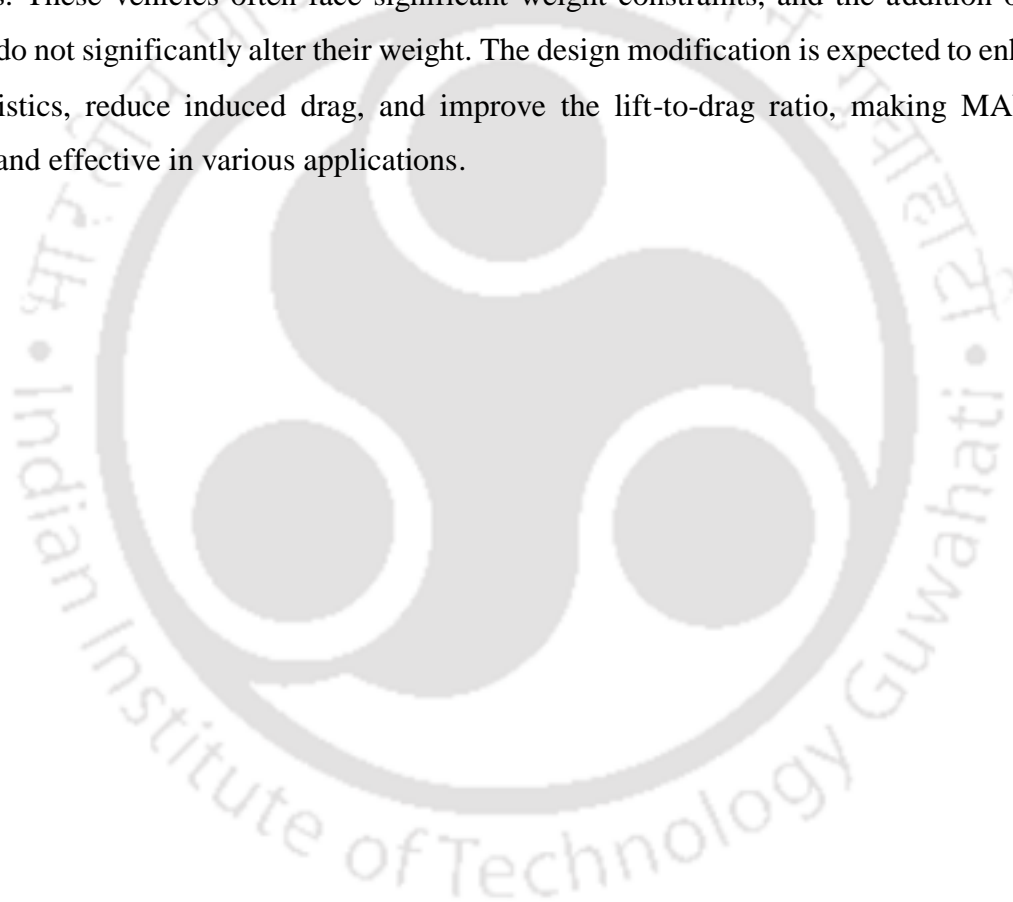 s. These vehicles often face significant weight constraints, and the addition
do not significantly alter their weight. The design modification is expected to
istics, reduce induced drag, and improve the lift-to-drag ratio, making
and effective in various applications.
• Indian Institute of Technology Guwahati •